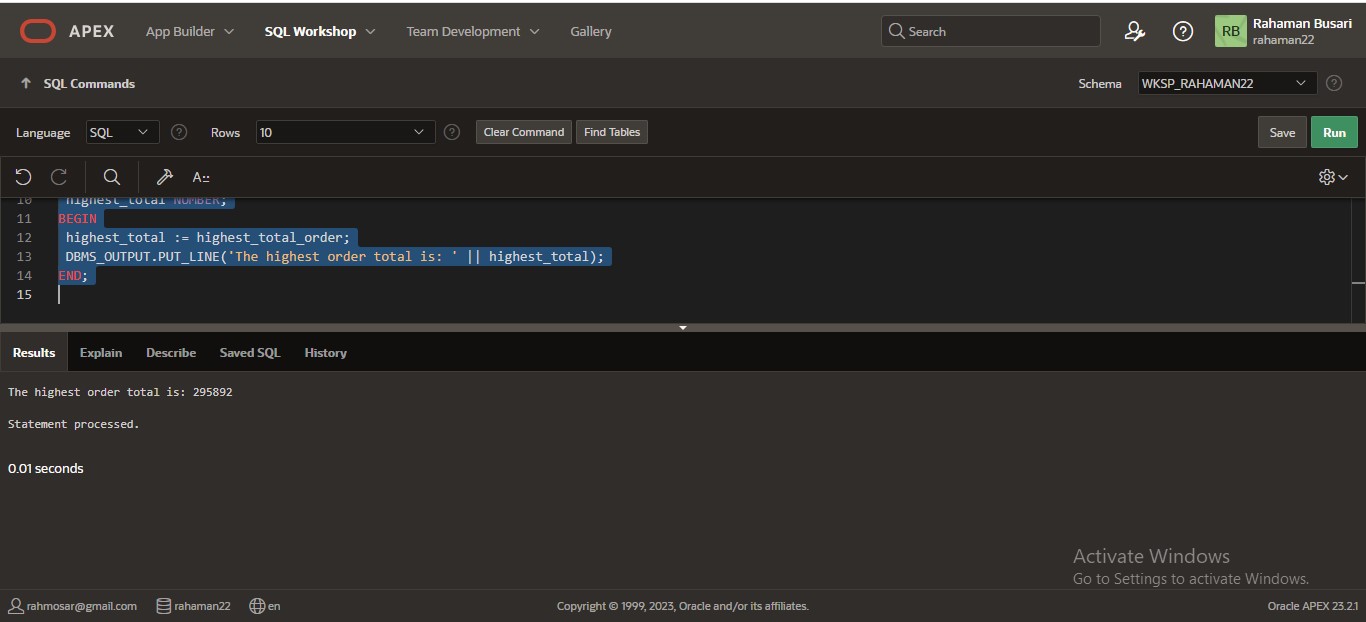 APEX App Builder SQL Workshop Team Development Gallery Search RB Rahaman Busari
rahaman22
SQL Commands Schema WKSP_RAHAMAN22
Language SQL Rows 10 Clear Command Find Tables Save Run
A::
10 highest_total NUMBER;
11 BEGIN
12 highest_total := highest_total_order;
13 DBMS_OUTPUT.PUT_LINE('The highest order total is: ' || highest_total);
14 END;
15
Results Explain Describe Saved SQL History
The highest order total is: 295892
Statement processed.
0.01 seconds
Activate Windows
Go to Settings to activate Windows.
rahmosar@gmail.com rahaman22 en Copyright © 1999, 2023, Oracle and/or its affiliates. Oracle APEX 23.2.1